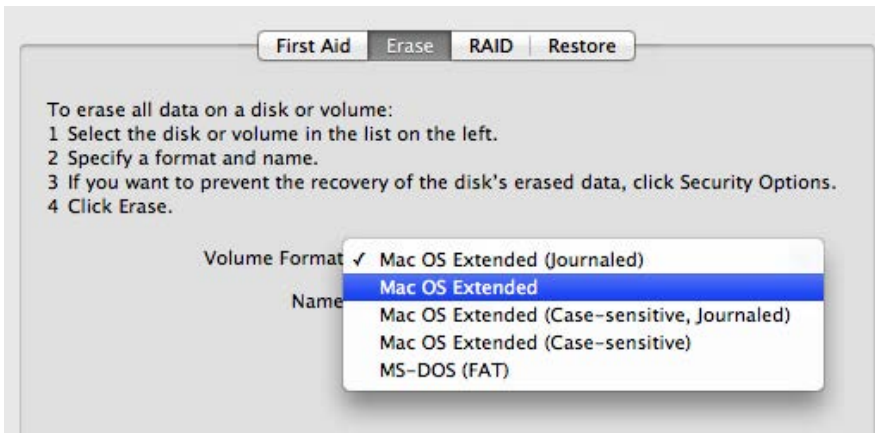 First Aid Erase RAID Restore
To erase all data on a disk or volume:
1 Select the disk or volume in the list on the left.
2 Specify a format and name.
3 If you want to prevent the recovery of the disk's erased data, click Security Options.
4 Click Erase.
Volume Format ✓ Mac OS Extended (Journaled)
Mac OS Extended
Name
Mac OS Extended (Case-sensitive, Journaled)
Mac OS Extended (Case-sensitive)
MS-DOS (FAT)